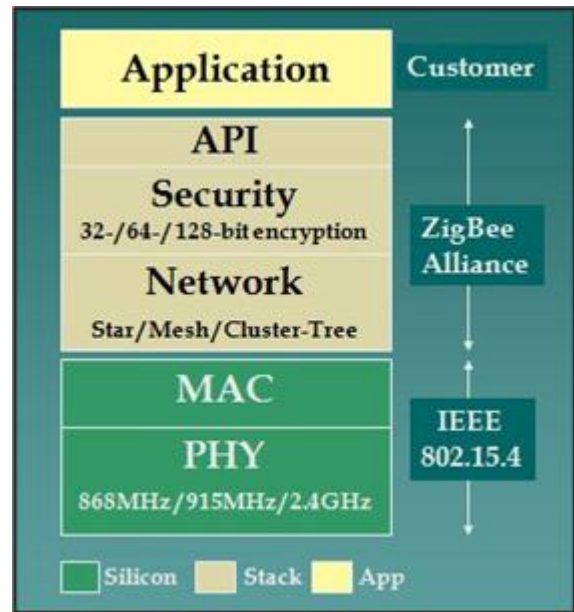 Application
Customer
API
Security
32-/64-/128-bit encryption
ZigBee
Alliance
Network
Star/Mesh/Cluster-Tree
MAC
IEEE
802.15.4
PHY
868MHz/915MHz/2.4GHz
Silicon
Stack
App